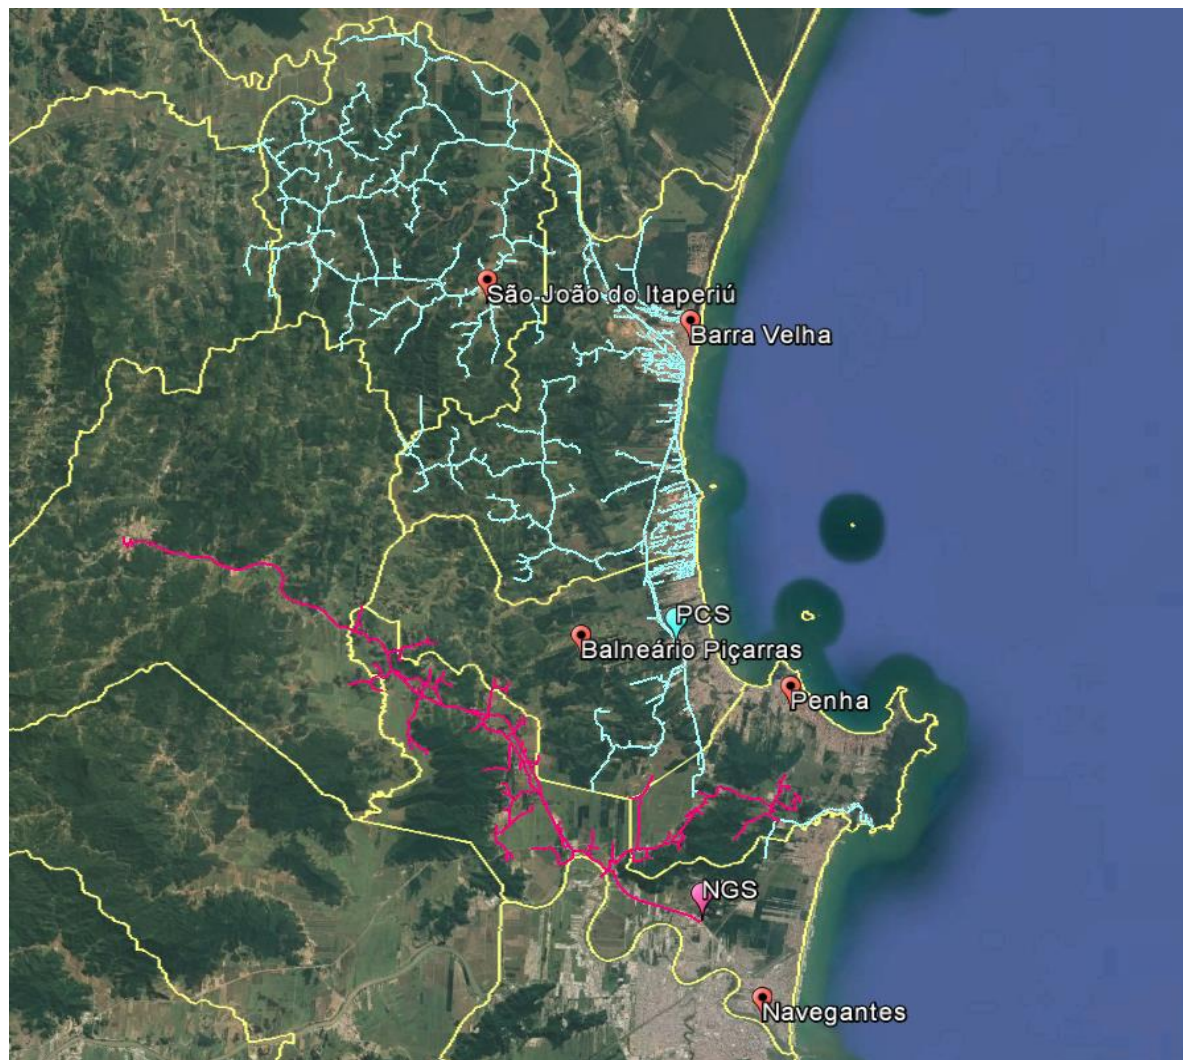 São João do Itaperiú
Barra Velha
PCS
Balneário Piçarras
Penha
NGS
Navegantes